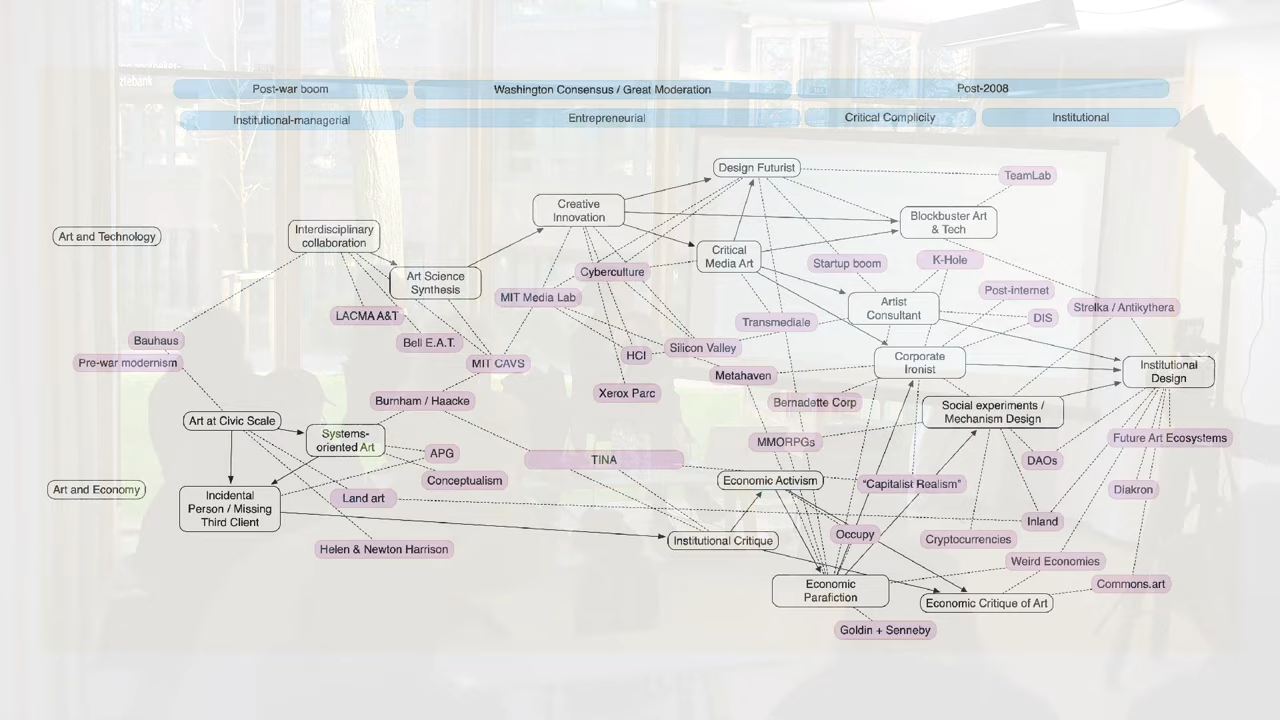 ziebank
Post-war boom
Washington Consensus / Great Moderation
Post-2008
Institutional-managerial
Entrepreneurial
Critical Complicity
Institutional
Design Futurist
TeamLab
Creative
Innovation
Blockbuster Art
& Tech
Art and Technology
Interdisciplinary
collaboration
Critical
Media Art
Startup boom
K-Hole
Art Science
Synthesis
Cyberculture
MIT Media Lab
Post-internet
Artist
Consultant
Strelka / Antikythera
LACMA A&T
Transmediale
DIS
Bauhaus
Bell E.A.T.
Silicon Valley
HCI
Pre-war modernism
MIT CAVS
Corporate
Ironist
Institutional
Design
Metahaven
Xerox Parc
Burnham / Haacke
Bernadette Corp
Social experiments /
Mechanism Design
Art at Civic Scale
Systems-
oriented Art
MMORPGs
Future Art Ecosystems
APG
TINA
DAOs
Conceptualism
Economic Activism
"Capitalist Realism"
Art and Economy
Diakron
Incidental
Person / Missing
Third Client
Land art
Inland
Occupy
Institutional Critique
Cryptocurrencies
Helen & Newton Harrison
Weird Economies
Economic
Parafiction
Commons.art
Economic Critique of Art
Goldin + Senneby